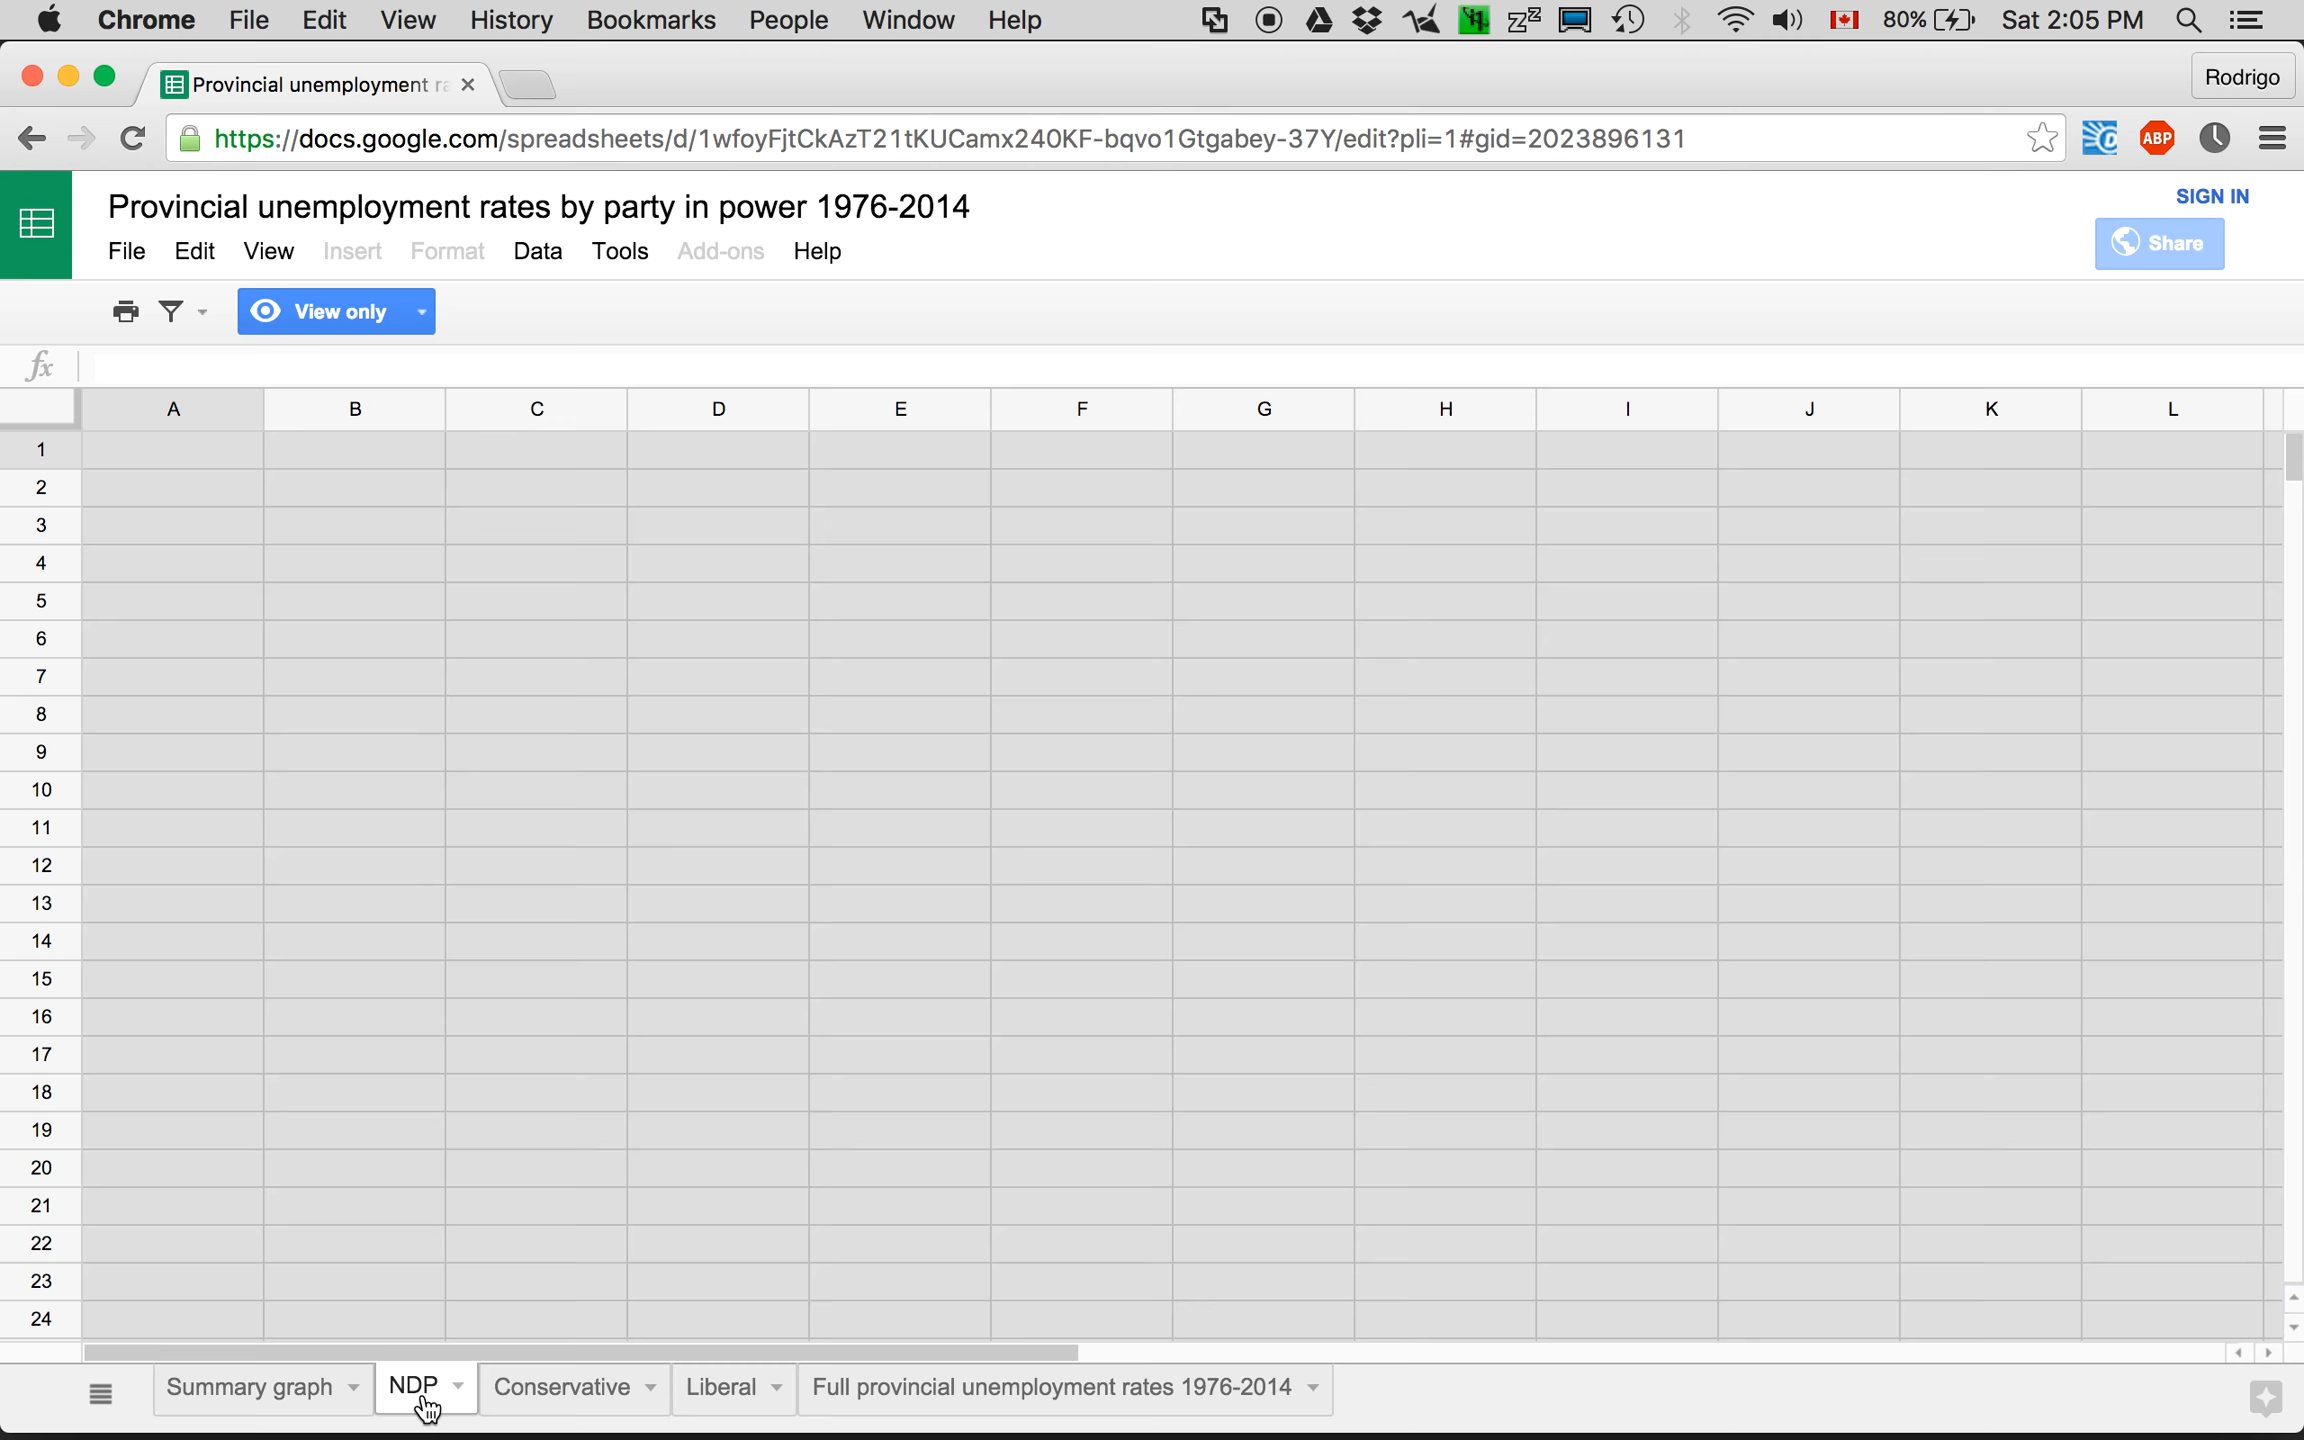 Chrome File Edit View History Bookmarks People Window Help 80% Sat 2:05 PM
Provincial unemployment ra Rodrigo
https://docs.google.com/spreadsheets/d/1wfoyFjtCkAzT21tKUCamx240KF-bqvo1Gtgabey-37Y/edit?pli=1#gid=2023896131 ABP
Provincial unemployment rates by party in power 1976-2014 SIGN IN
File Edit View Insert Format Data Tools Add-ons Help Share
View only
fx
A B C D E F G H I J K L
1
2
3
4
5
6
7
8
9
10
11
12
13
14
15
16
17
18
19
20
21
22
23
24
Summary graph NDP Conservative Liberal Full provincial unemployment rates 1976-2014